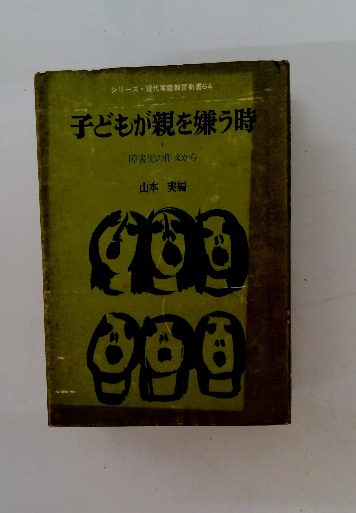 シリーズ・現代家庭教育新書64
子どもが親を嫌う時
障害児の作文から
山本 実編